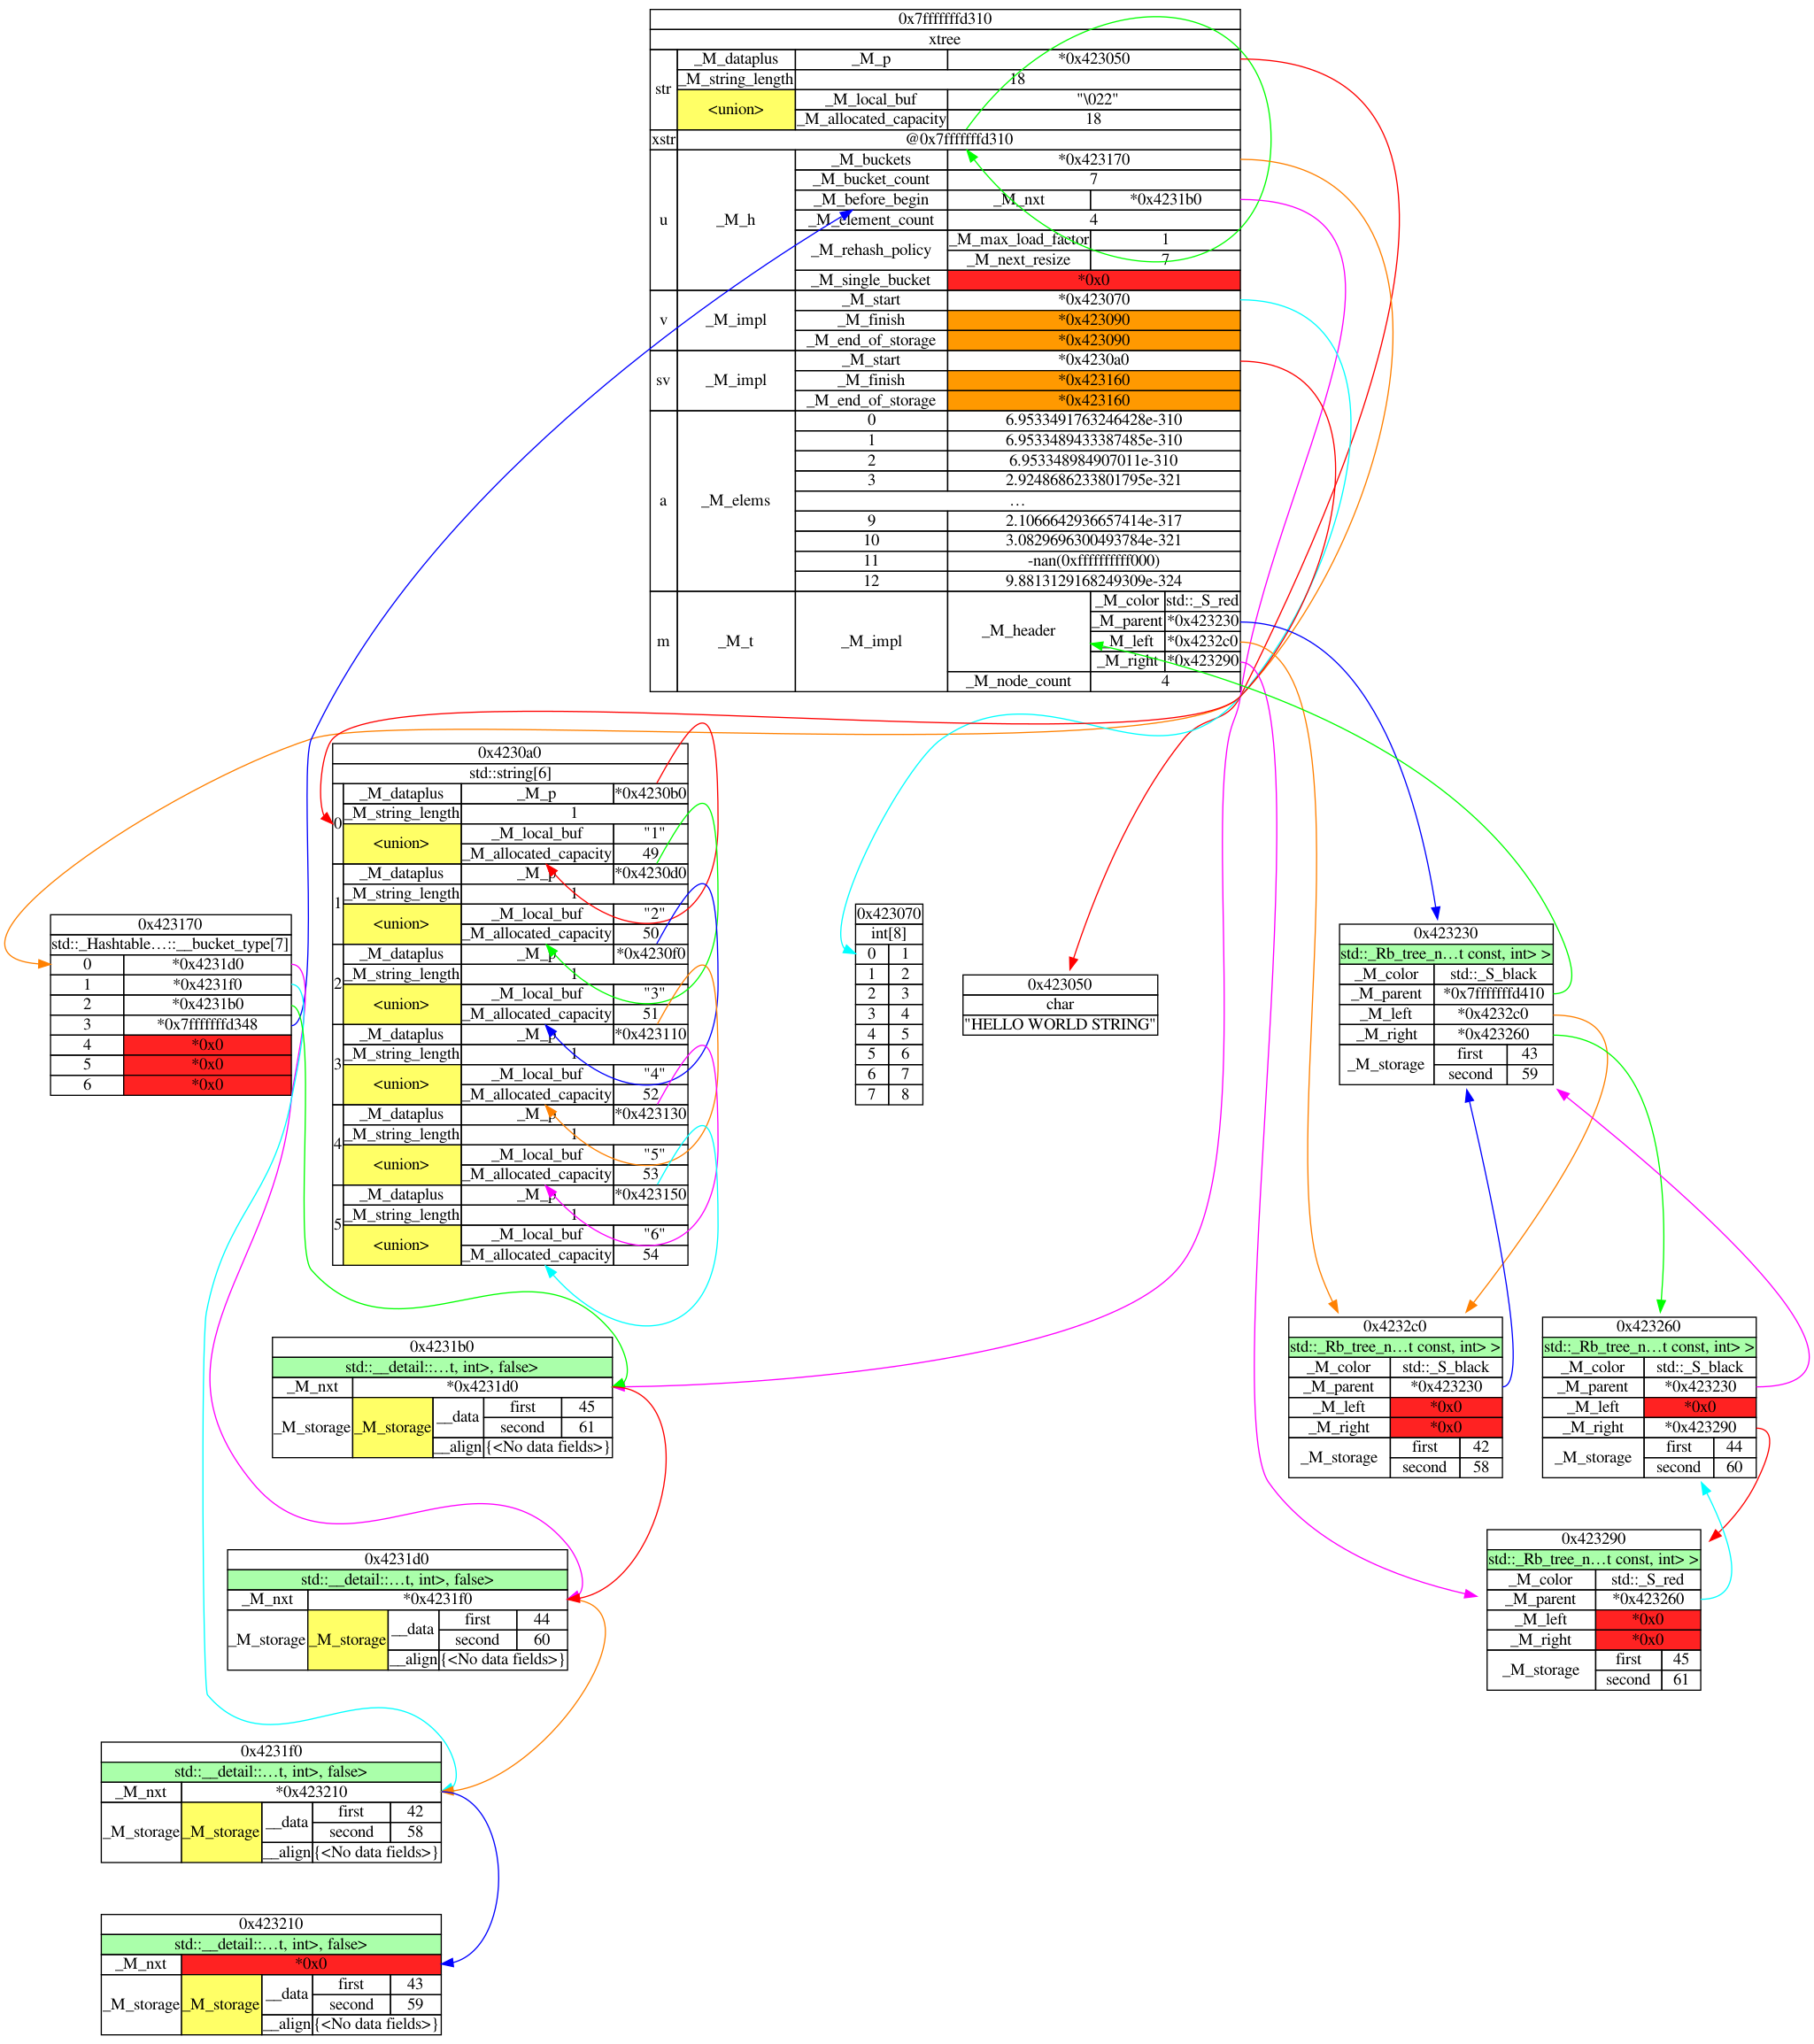 0x7fffffffd310
xtree
str _M_dataplus _M_p *0x423050
_M_string_length 18
<union> _M_local_buf "\022"
_M_allocated_capacity 18
xstr @0x7fffffffd310
u _M_h _M_buckets *0x423170
_M_bucket_count 7
_M_before_begin _M_nxt *0x4231b0
_M_element_count 4
_M_rehash_policy _M_max_load_factor 1
_M_next_resize 7
_M_single_bucket *0x0
v _M_impl _M_start *0x423070
_M_finish *0x423090
_M_end_of_storage *0x423090
sv _M_impl _M_start *0x4230a0
_M_finish *0x423160
_M_end_of_storage *0x423160
a _M_elems 0 6.9533491763246428e-310
1 6.9533489433387485e-310
2 6.953348984907011e-310
3 2.9248686233801795e-321
…
9 2.1066642936657414e-317
10 3.0829696300493784e-321
11 -nan(0xffffffffff000)
12 9.8813129168249309e-324
m _M_t _M_impl _M_header _M_color std::_S_red
_M_parent *0x423230
_M_left *0x4232c0
_M_right *0x423290
_M_node_count 4
0x4230a0
std::string[6]
0 _M_dataplus _M_p *0x4230b0
_M_string_length 1
<union> _M_local_buf "1"
_M_allocated_capacity 49
1 _M_dataplus _M_p *0x4230d0
_M_string_length 1
<union> _M_local_buf "2"
_M_allocated_capacity 50
2 _M_dataplus _M_p *0x4230f0
_M_string_length 1
<union> _M_local_buf "3"
_M_allocated_capacity 51
3 _M_dataplus _M_p *0x423110
_M_string_length 1
<union> _M_local_buf "4"
_M_allocated_capacity 52
4 _M_dataplus _M_p *0x423130
_M_string_length 1
<union> _M_local_buf "5"
_M_allocated_capacity 53
5 _M_dataplus _M_p *0x423150
_M_string_length 1
<union> _M_local_buf "6"
_M_allocated_capacity 54
0x423170
std::_Hashtable…::__bucket_type[7]
0 *0x4231d0
1 *0x4231f0
2 *0x4231b0
3 *0x7fffffffd348
4 *0x0
5 *0x0
6 *0x0
0x423070
int[8]
0 1
1 2
2 3
3 4
4 5
5 6
6 7
7 8
0x423050
char
"HELLO WORLD STRING"
0x423230
std::_Rb_tree_n…t const, int> >
_M_color std::_S_black
_M_parent *0x7fffffffd410
_M_left *0x4232c0
_M_right *0x423260
_M_storage first 43
second 59
0x4232c0
std::_Rb_tree_n…t const, int> >
_M_color std::_S_black
_M_parent *0x423230
_M_left *0x0
_M_right *0x0
_M_storage first 42
second 58
0x423260
std::_Rb_tree_n…t const, int> >
_M_color std::_S_black
_M_parent *0x423230
_M_left *0x0
_M_right *0x423290
_M_storage first 44
second 60
0x4231b0
std::__detail::…t, int>, false>
_M_nxt *0x4231d0
_M_storage _M_storage __data first 45
second 61
__align {<No data fields>}
0x423290
std::_Rb_tree_n…t const, int> >
_M_color std::_S_red
_M_parent *0x423260
_M_left *0x0
_M_right *0x0
_M_storage first 45
second 61
0x4231d0
std::__detail::…t, int>, false>
_M_nxt *0x4231f0
_M_storage _M_storage __data first 44
second 60
__align {<No data fields>}
0x4231f0
std::__detail::…t, int>, false>
_M_nxt *0x423210
_M_storage _M_storage __data first 42
second 58
__align {<No data fields>}
0x423210
std::__detail::…t, int>, false>
_M_nxt *0x0
_M_storage _M_storage __data first 43
second 59
__align {<No data fields>}